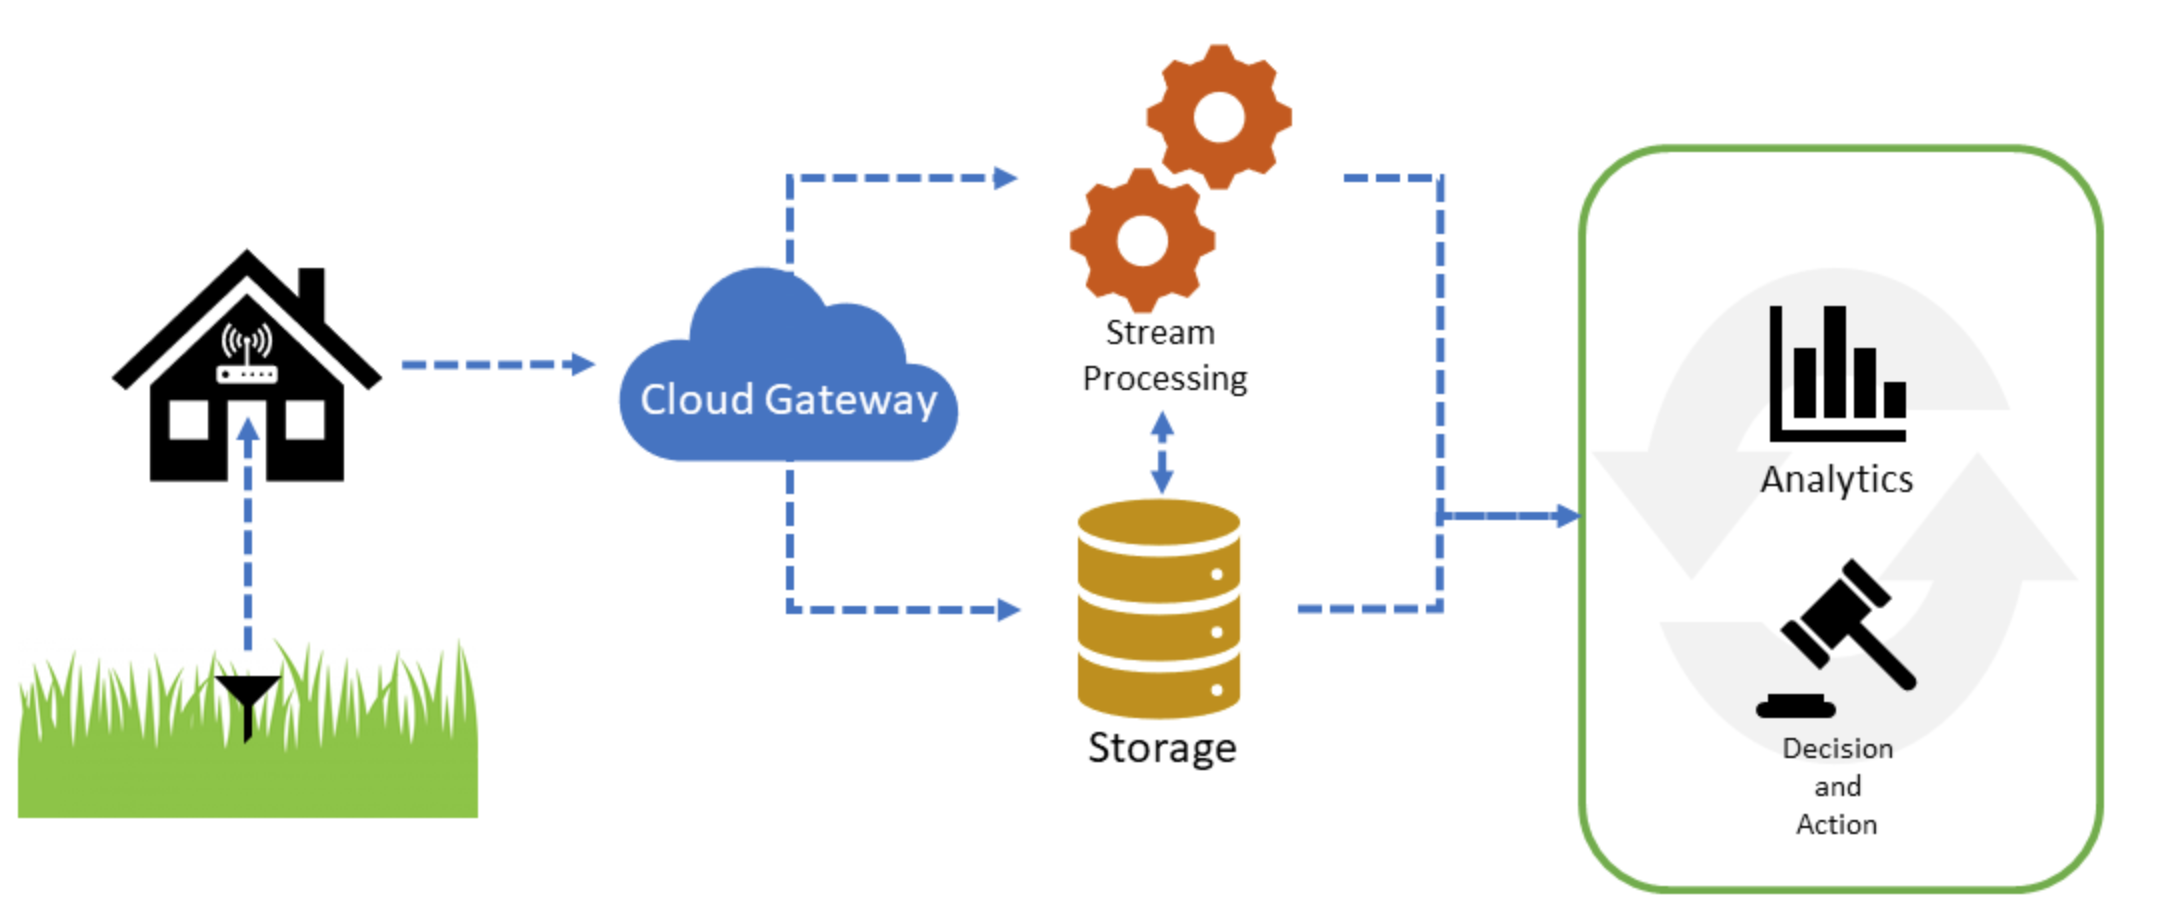 Stream
Processing
Cloud Gateway
Storage
Analytics
Decision
and
Action